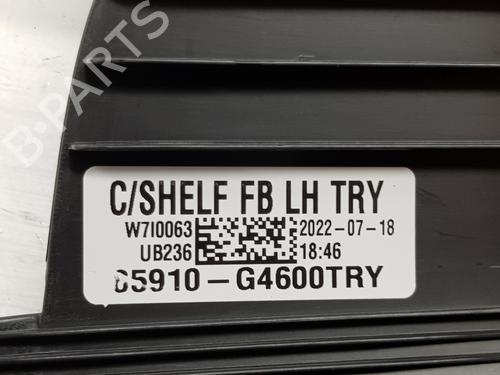 C/SHELF FB LH TRY
W7I0063 2022-07-18
UB236 18:46
85910-G4600TRY
B-PARTS